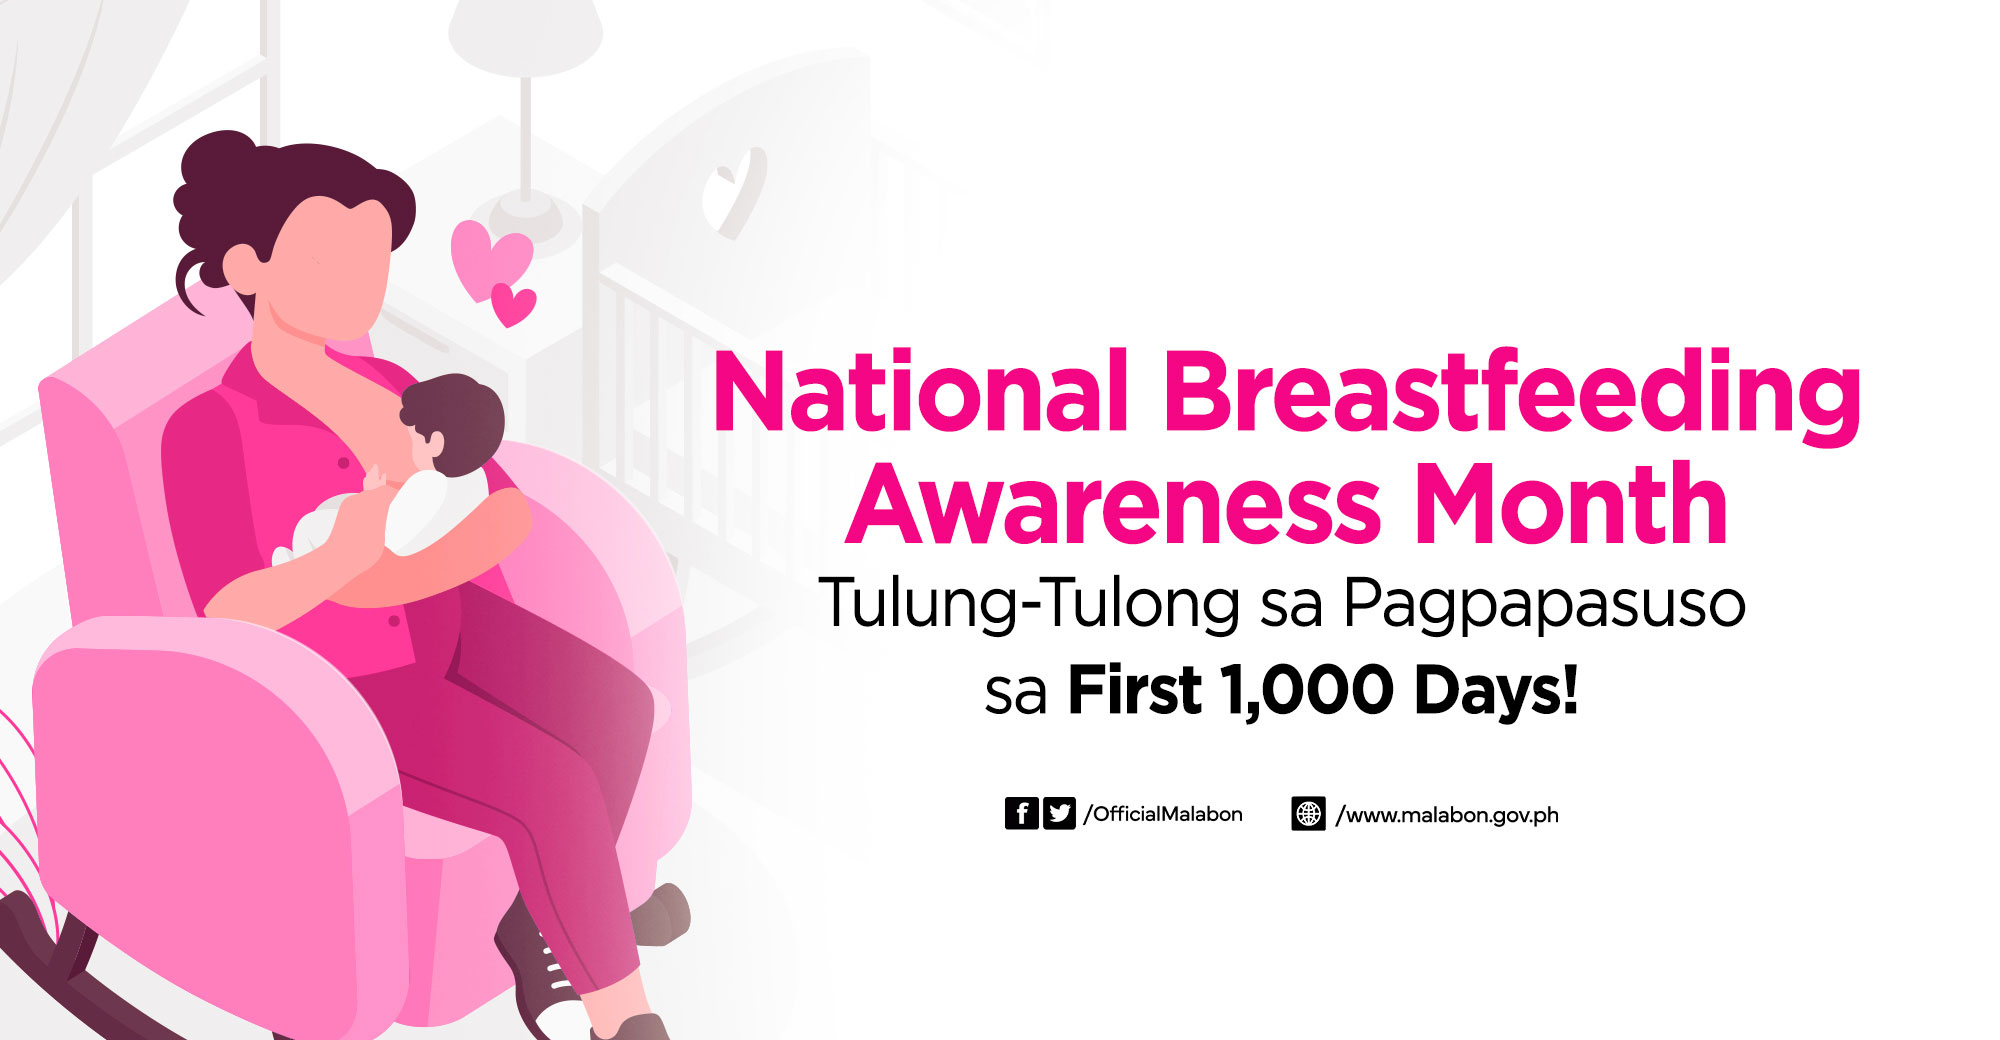 National Breastfeeding
Awareness Month
Tulung-Tulong sa Pagpapasuso
sa First 1,000 Days!
/OfficialMalabon /www.malabon.gov.ph